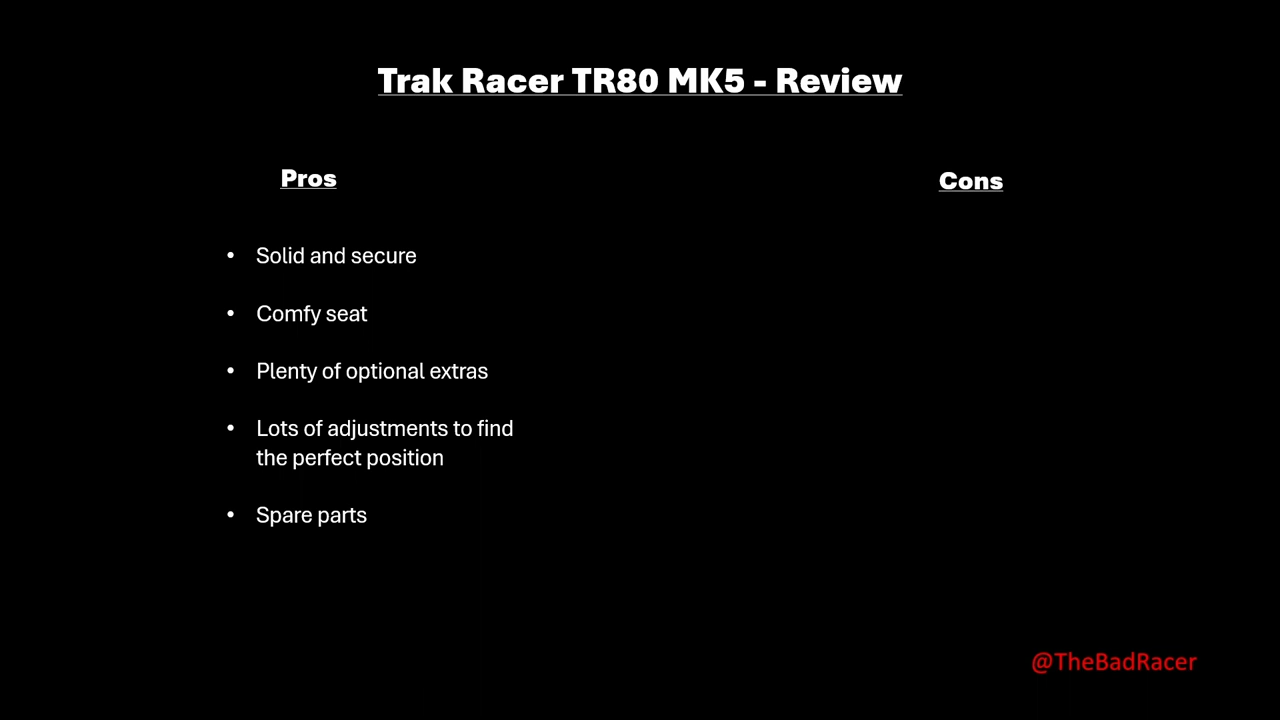 Trak Racer TR80 MK5 - Review
Pros
Cons
• Solid and secure
• Comfy seat
• Plenty of optional extras
• Lots of adjustments to find
the perfect position
• Spare parts
@TheBadRacer